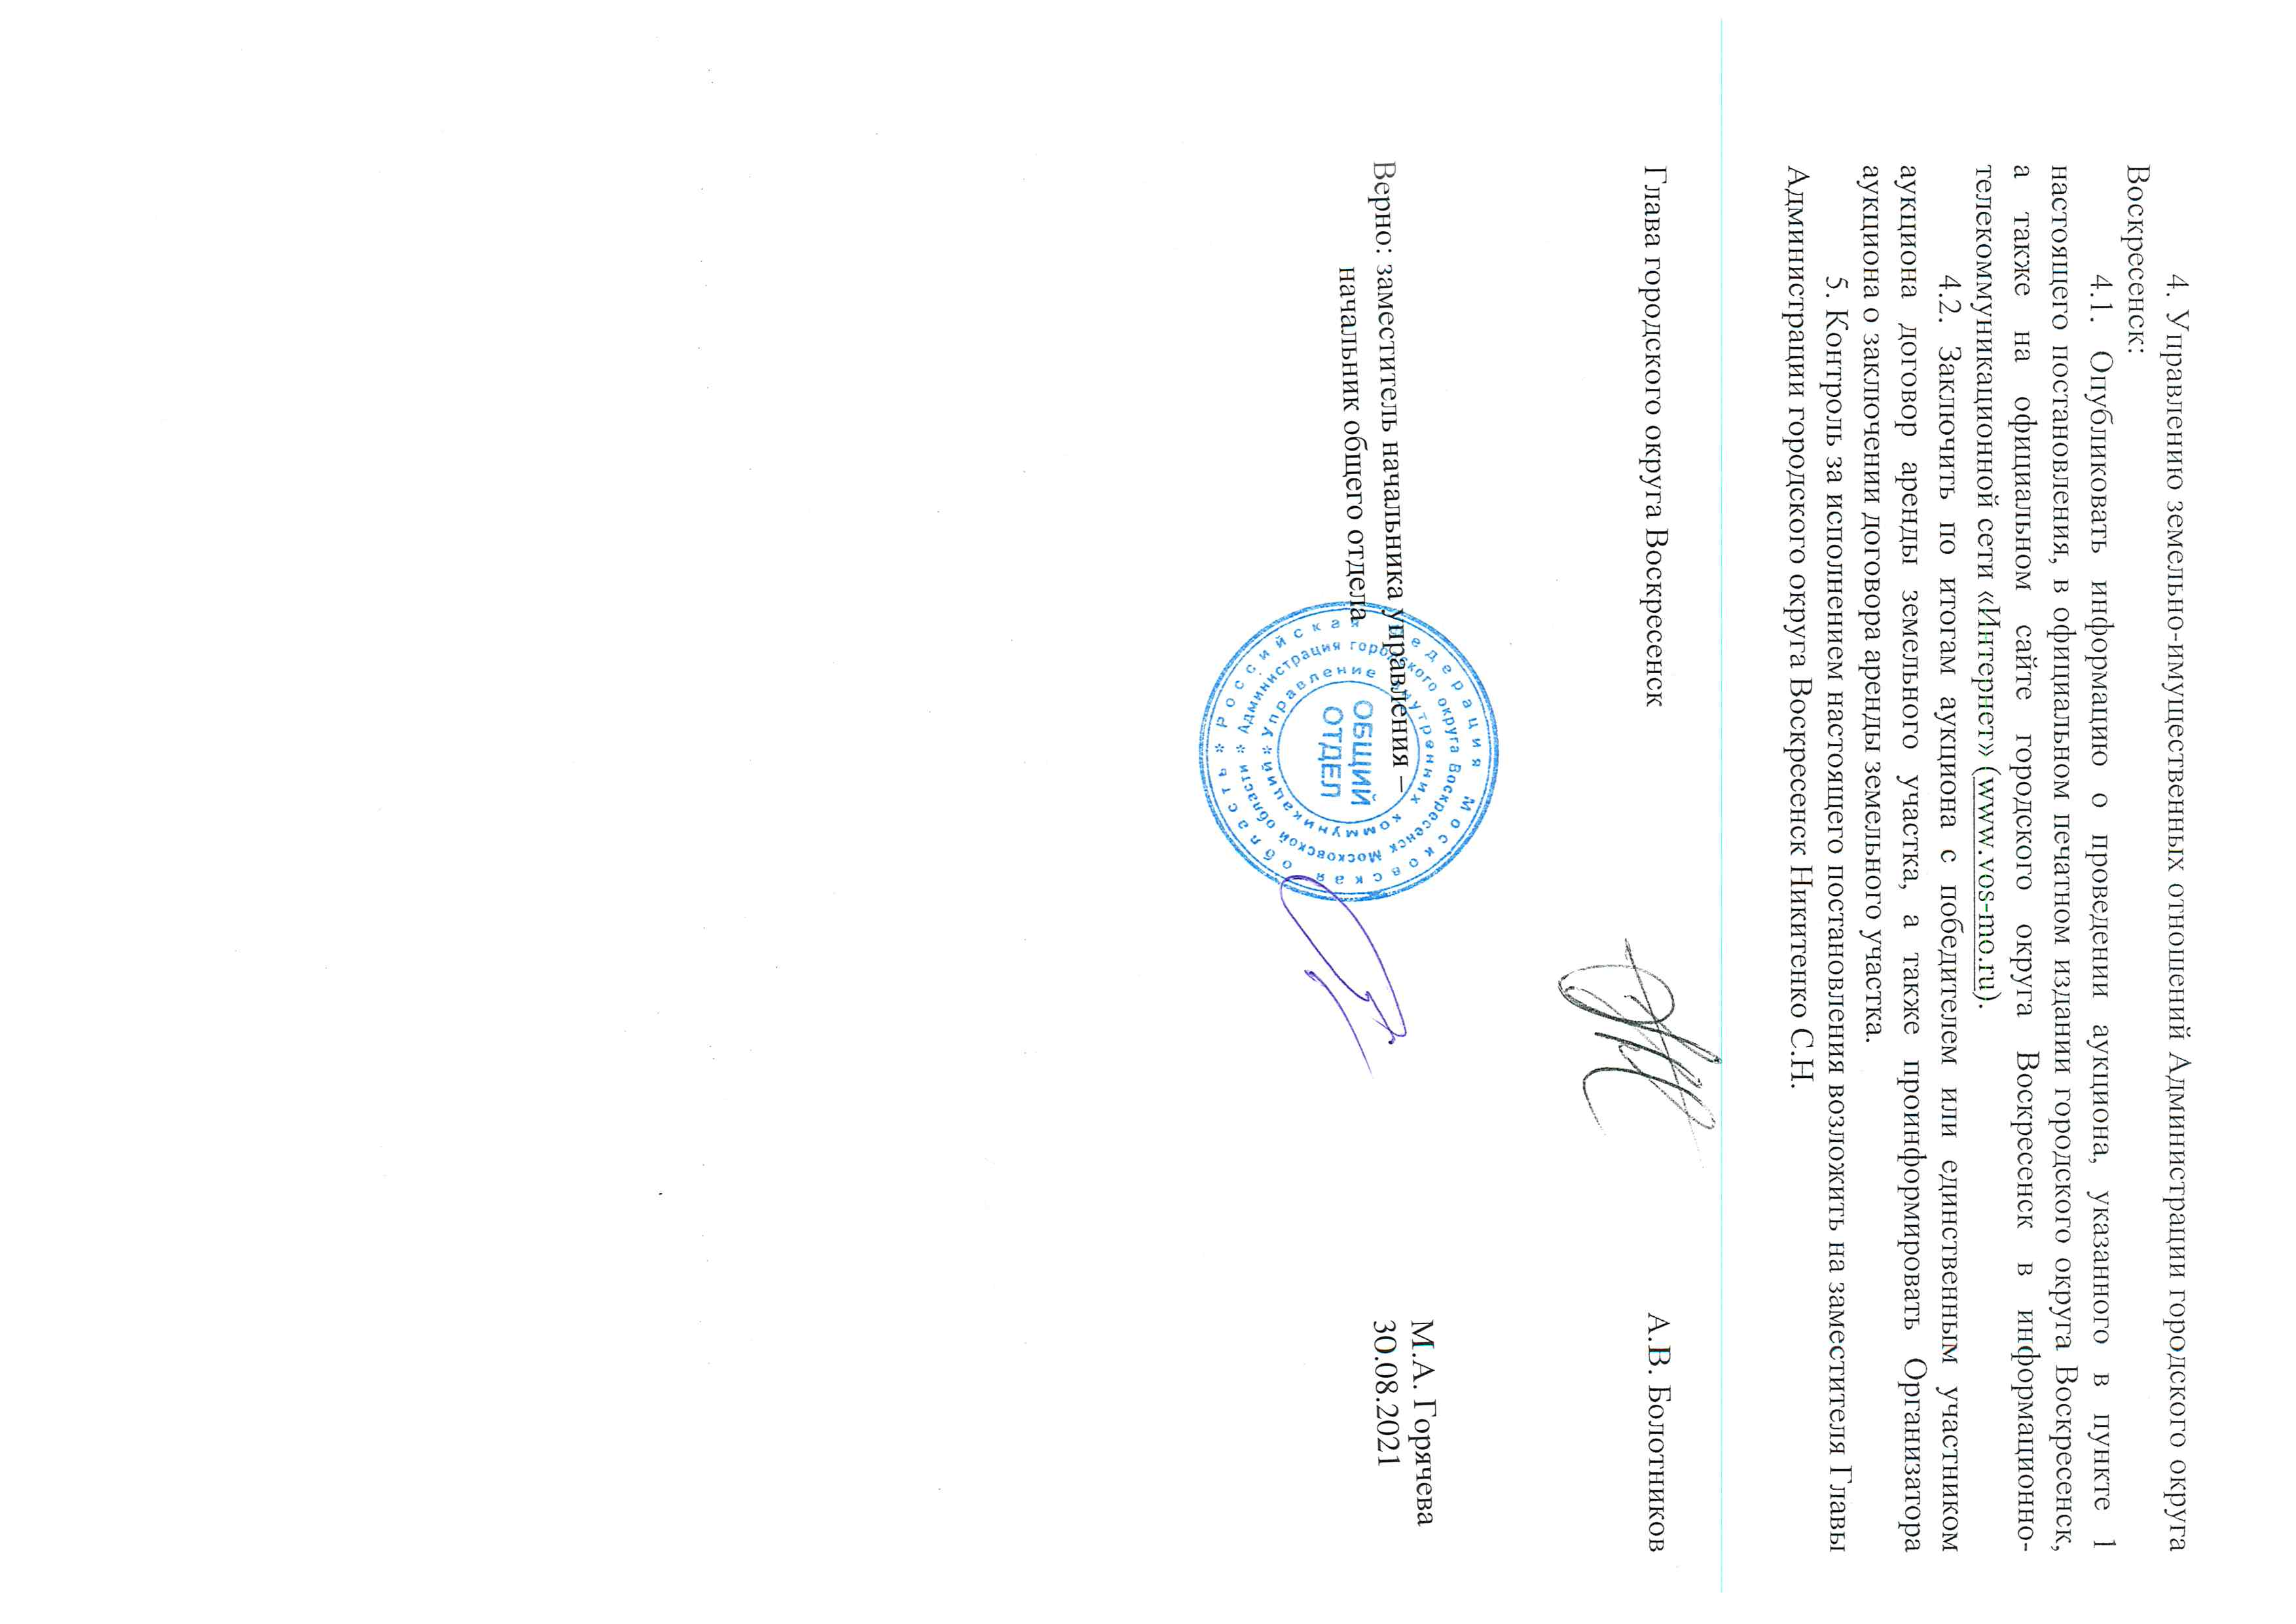 4. Управлению земельно-имущественных отношений Администрации городского округа
Воскресенск:
4.1. Опубликовать информацию о проведении аукциона, указанного в пункте 1
настоящего постановления, в официальном печатном издании городского округа Воскресенск,
а также на официальном сайте городского округа Воскресенск в информационно-
телекоммуникационной сети «Интернет» (www.vos-mo.ru).
4.2. Заключить по итогам аукциона с победителем или единственным участником
аукциона договор аренды земельного участка, а также проинформировать Организатора
аукциона о заключении договора аренды земельного участка.
5. Контроль за исполнением настоящего постановления возложить на заместителя Главы
Администрации городского округа Воскресенск Никитенко С.Н.
Глава городского округа Воскресенск
А.В. Болотников
Верно: заместитель начальника управления –
начальник общего отдела
М.А. Горячева
30.08.2021
Российская Федерация Московская область
Администрация городского округа Воскресенск Московской области
Управление внутренних коммуникаций
ОБЩИЙ
ОТДЕЛ